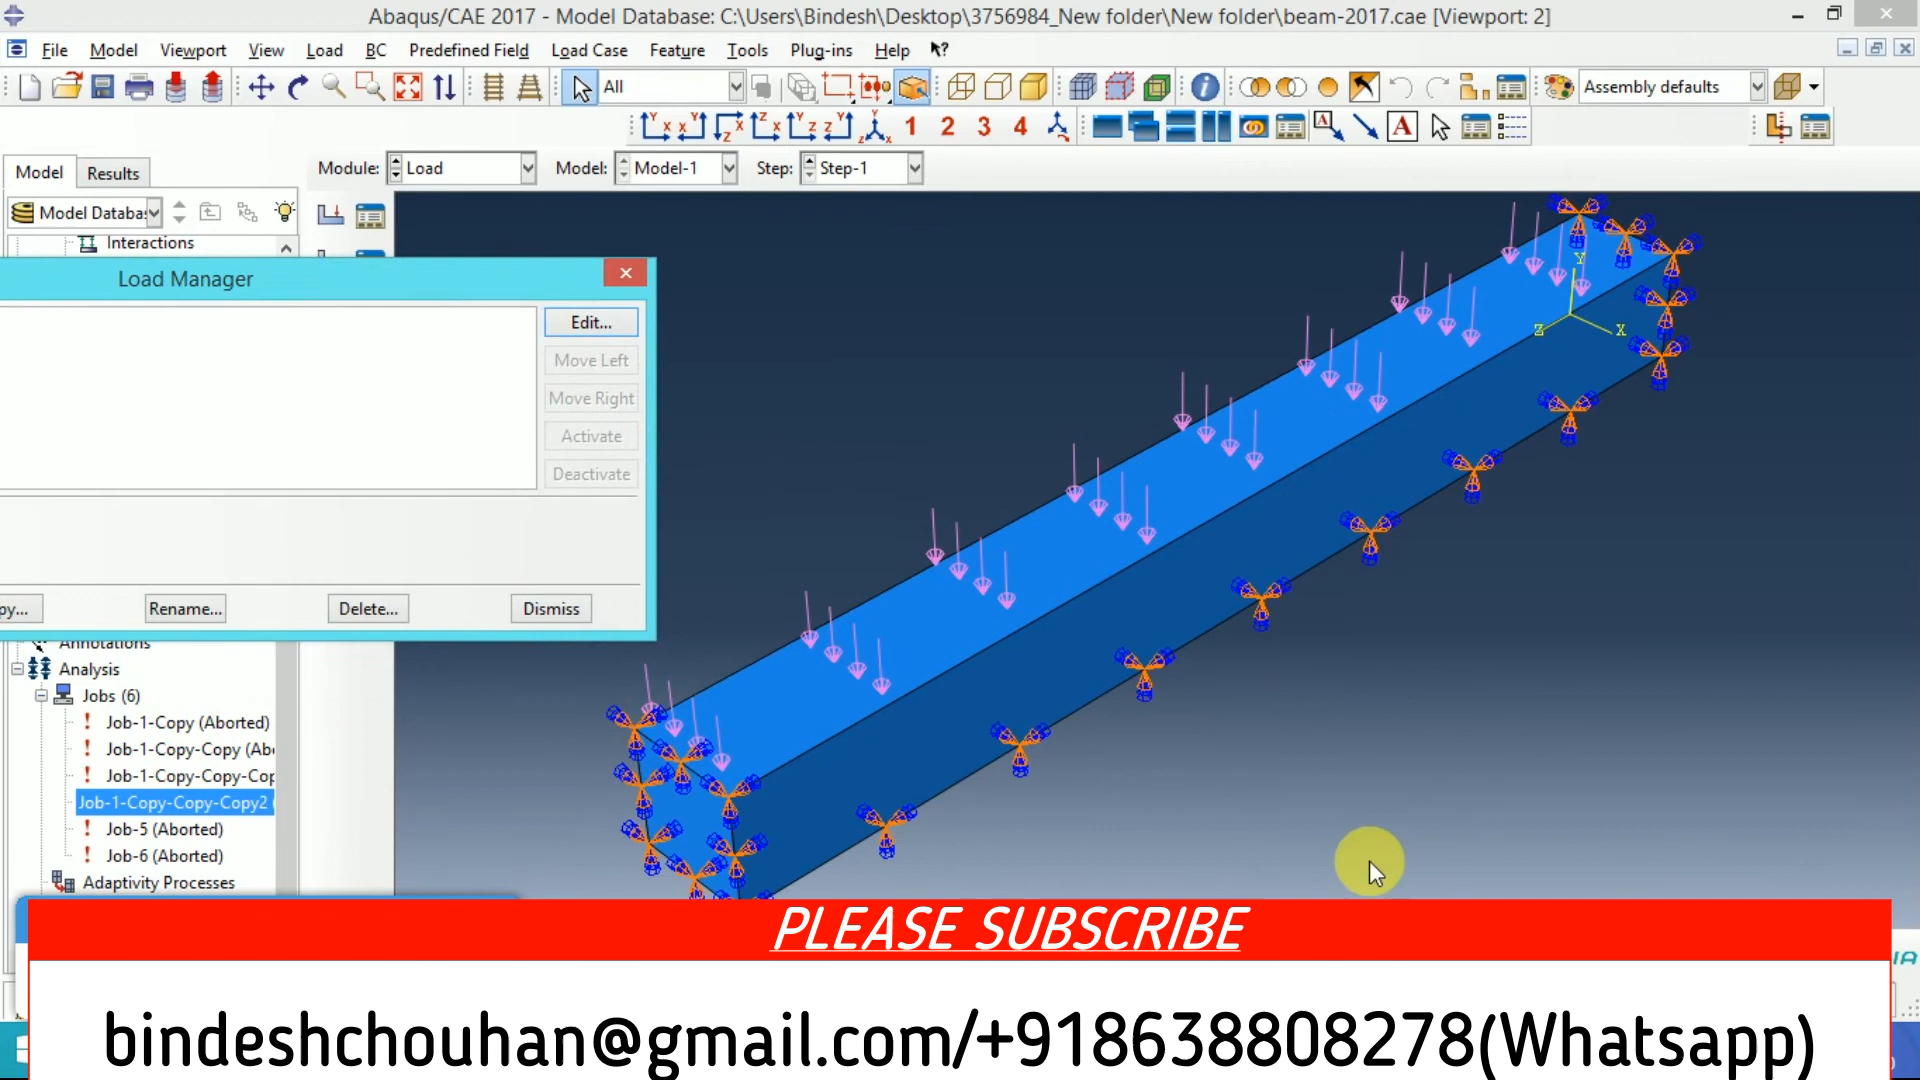 Abaqus/CAE 2017 - Model Database: C:\Users\Bindesh\Desktop\3756984_New folder\New folder\beam-2017.cae [Viewport: 2]
File Model Viewport View Load BC Predefined Field Load Case Feature Tools Plug-ins Help
All
Assembly defaults
1 2 3 4 A
Model Results
Module: Load Model: Model-1 Step: Step-1
Model Databas
Interactions
Load Manager
Edit...
Move Left
Move Right
Activate
Deactivate
py... Rename... Delete... Dismiss
Annotations
Analysis
Jobs (6)
Job-1-Copy (Aborted)
Job-1-Copy-Copy (Ab
Job-1-Copy-Copy-Cop
Job-1-Copy-Copy-Copy2 (
Job-5 (Aborted)
Job-6 (Aborted)
Adaptivity Processes
Y
Z X
PLEASE SUBSCRIBE
bindeshchouhan@gmail.com/+918638808278(Whatsapp)